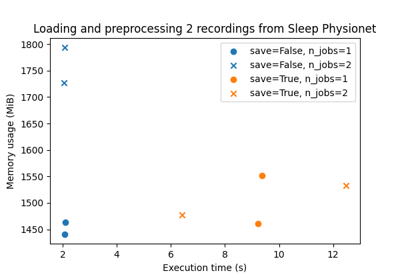 Loading and preprocessing 2 recordings from Sleep Physionet
1800
1750
1700
1650
1600
1550
1500
1450
Memory usage (MiB)
save=False, n_jobs=1
save=False, n_jobs=2
save=True, n_jobs=1
save=True, n_jobs=2
2 4 6 8 10 12
Execution time (s)